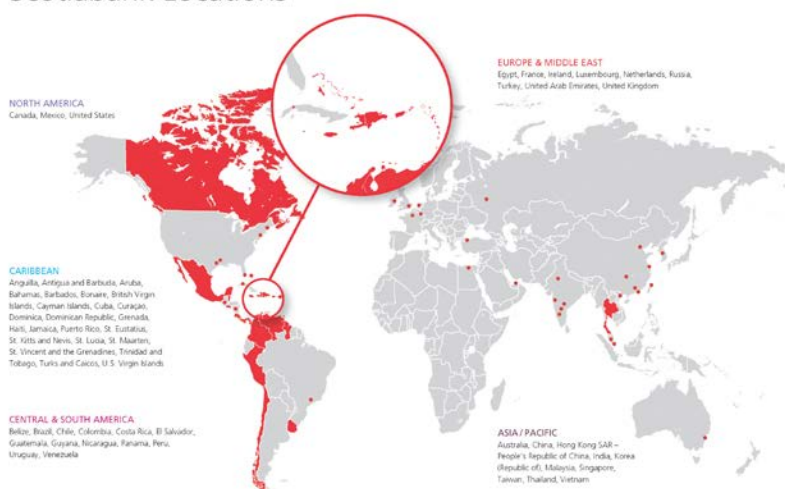 EUROPE & MIDDLE EAST
Egypt, France, Ireland, Luxembourg, Netherlands, Russia,
Turkey, United Arab Emirates, United Kingdom
NORTH AMERICA
Canada, Mexico, United States
CARIBBEAN
Anguilla, Antigua and Barbuda, Aruba,
Bahamas, Barbados, Bonaire, British Virgin
Islands, Cayman Islands, Cuba, Curaçao,
Dominica, Dominican Republic, Grenada,
Haiti, Jamaica, Puerto Rico, St. Eustatius,
St. Kitts and Nevis, St. Lucia, St. Maarten,
St. Vincent and the Grenadines, Trinidad and
Tobago, Turks and Caicos, U.S. Virgin Islands
CENTRAL & SOUTH AMERICA
Belize, Brazil, Chile, Colombia, Costa Rica, El Salvador,
Guatemala, Guyana, Nicaragua, Panama, Peru,
Uruguay, Venezuela
ASIA / PACIFIC
Australia, China, Hong Kong SAR –
People's Republic of China, India, Korea
(Republic of), Malaysia, Singapore,
Taiwan, Thailand, Vietnam